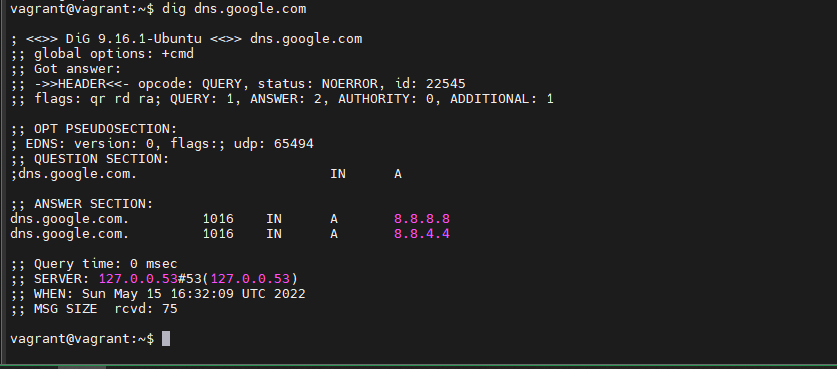 vagrant@vagrant:~$ dig dns.google.com
; <<>> DiG 9.16.1-Ubuntu <<>> dns.google.com
;; global options: +cmd
;; Got answer:
;; ->>HEADER<<- opcode: QUERY, status: NOERROR, id: 22545
;; flags: qr rd ra; QUERY: 1, ANSWER: 2, AUTHORITY: 0, ADDITIONAL: 1
;; OPT PSEUDOSECTION:
; EDNS: version: 0, flags:; udp: 65494
;; QUESTION SECTION:
;dns.google.com. IN A
;; ANSWER SECTION:
dns.google.com. 1016 IN A 8.8.8.8
dns.google.com. 1016 IN A 8.8.4.4
;; Query time: 0 msec
;; SERVER: 127.0.0.53#53(127.0.0.53)
;; WHEN: Sun May 15 16:32:09 UTC 2022
;; MSG SIZE  rcvd: 75
vagrant@vagrant:~$